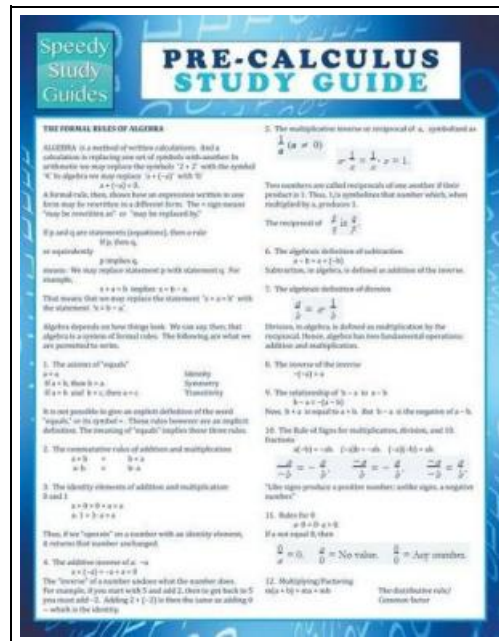 Speedy
Study
Guides
PRE-CALCULUS
STUDY GUIDE
THE FORMAL RULES OF ALGEBRA
ALGEBRA is a method of written calculations. And a
calculation is replacing one set of symbols with another. In
arithmetic we may replace the symbols '2 + 2' with the symbol
'4.' In algebra we may replace 'a + (-a)' with '0.'
a + (-a) = 0.
A formal rule, then, shows how an expression written in one
form may be rewritten in a different form. The = sign means
"may be rewritten as" or "may be replaced by."
If p and q are statements (equations), then a rule
If p, then q,
or equivalently
p implies q,
means: We may replace statement p with statement q. For
example,
x + a = b implies x = b - a.
That means that we may replace the statement 'x + a = b' with
the statement 'x = b - a.'
Algebra depends on how things look. We can say, then, that
algebra is a system of formal rules. The following are what we
are permitted to write.
1. The axioms of "equals"
a = a Identity
If a = b, then b = a. Symmetry
If a = b and b = c, then a = c. Transitivity
It is not possible to give an explicit definition of the word
"equals," or its symbol =. Those rules however are an implicit
definition. The meaning of "equals" implies those three rules.
2. The commutative rules of addition and multiplication
a + b = b + a
a· b = b· a
3. The identity elements of addition and multiplication:
0 and 1
a + 0 = 0 + a = a
a· 1 = 1· a = a
Thus, if we "operate" on a number with an identity element,
it returns that number unchanged.
4. The additive inverse of a: -a
a + (-a) = -a + a = 0
The "inverse" of a number undoes what the number does.
For example, if you start with 5 and add 2, then to get back to 5
you must add -2. Adding 2 + (-2) is then the same as adding 0
— which is the identity.
5. The multiplicative inverse or reciprocal of a, symbolized as
1/a (a ≠ 0)
a· 1/a = 1/a· a = 1.
Two numbers are called reciprocals of one another if their
product is 1. Thus, 1/a symbolizes that number which, when
multiplied by a, produces 1.
The reciprocal of p/q is q/p.
6. The algebraic definition of subtraction
a - b = a + (-b)
Subtraction, in algebra, is defined as addition of the inverse.
7. The algebraic definition of division
a/b = a· 1/b
Division, in algebra, is defined as multiplication by the
reciprocal. Hence, algebra has two fundamental operations:
addition and multiplication.
8. The inverse of the inverse
-(-a) = a
9. The relationship of b - a to a - b
b - a = -(a - b)
Now, b + a is equal to a + b. But b - a is the negative of a - b.
10. The Rule of Signs for multiplication, division, and
fractions
a(-b) = -ab. (-a)b = -ab. (-a)(-b) = ab.
"Like signs produce a positive number; unlike signs, a negative
number."
11. Rules for 0
a· 0 = 0· a = 0.
If a not equal 0, then
0/a = 0. a/0 = No value. 0/0 = Any number.
12. Multiplying/Factoring
m(a + b) = ma + mb The distributive rule/
Common factor